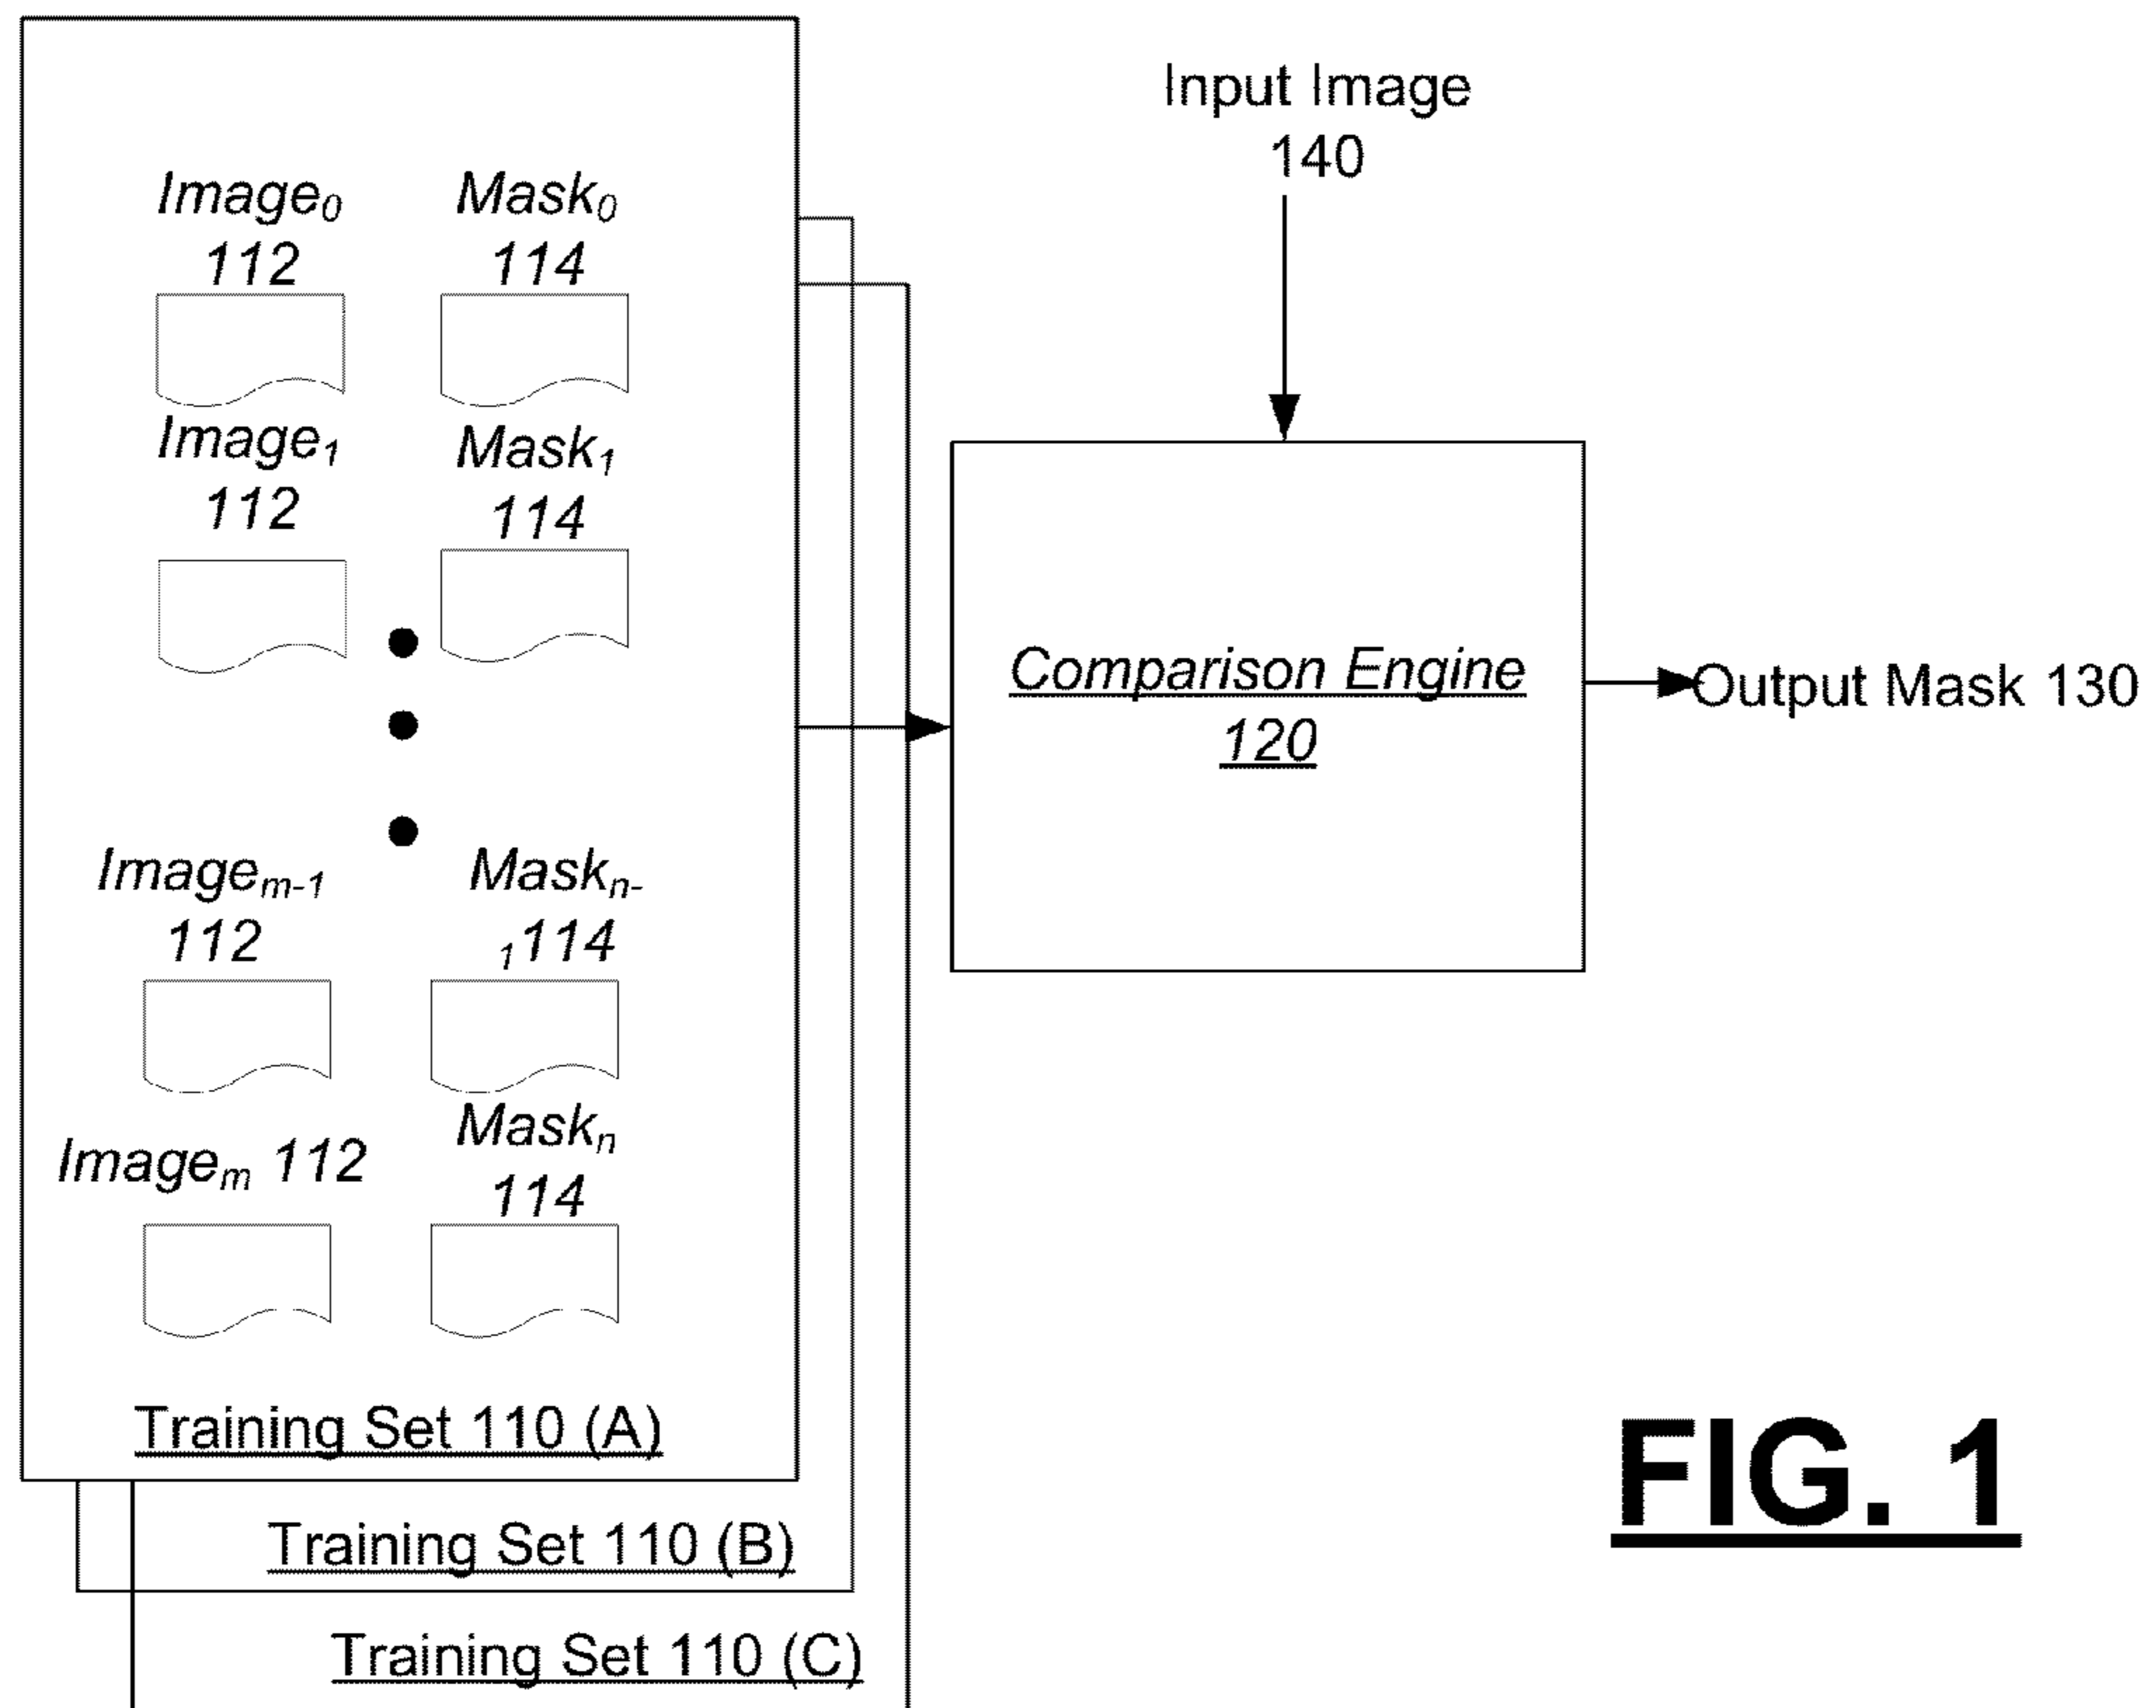 Input Image
140
Image₀
112
Mask₀
114
Image₁
112
Mask₁
114
Comparison Engine
120
Output Mask 130
Imageₘ₋₁
112
Maskₙ₋
₁114
Imageₘ 112
Maskₙ
114
Training Set 110 (A)
Training Set 110 (B)
Training Set 110 (C)
FIG. 1